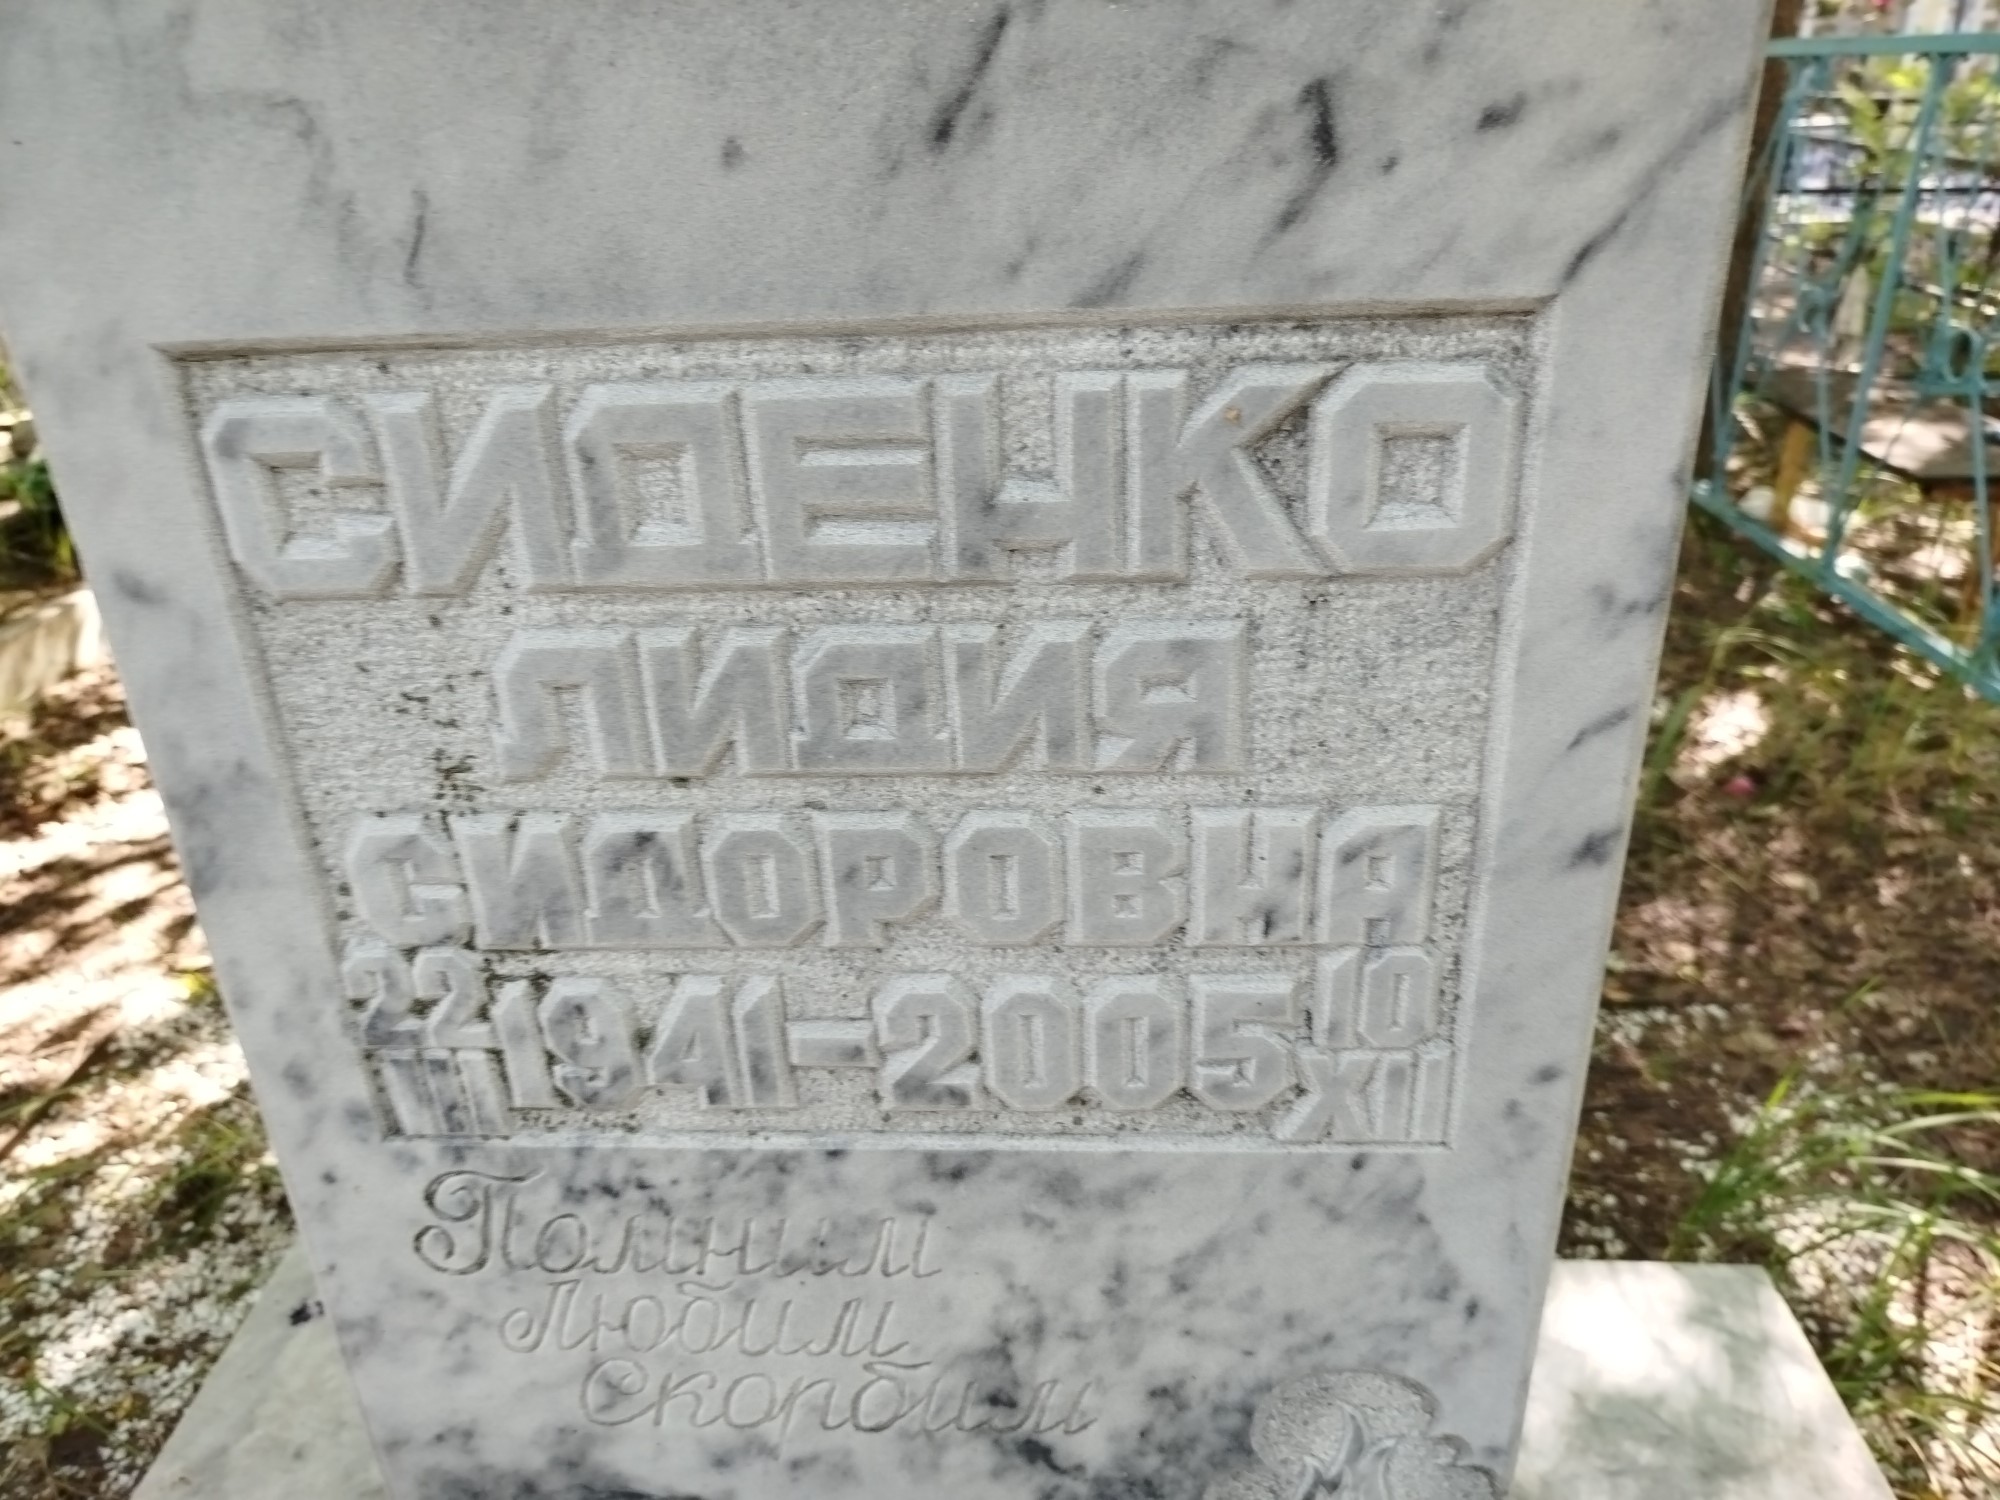 СИДЕНКО
ЛИДИЯ
СИДОРОВНА
22 III 1941-2005 10 XII
Помним
Любим
Скорбим